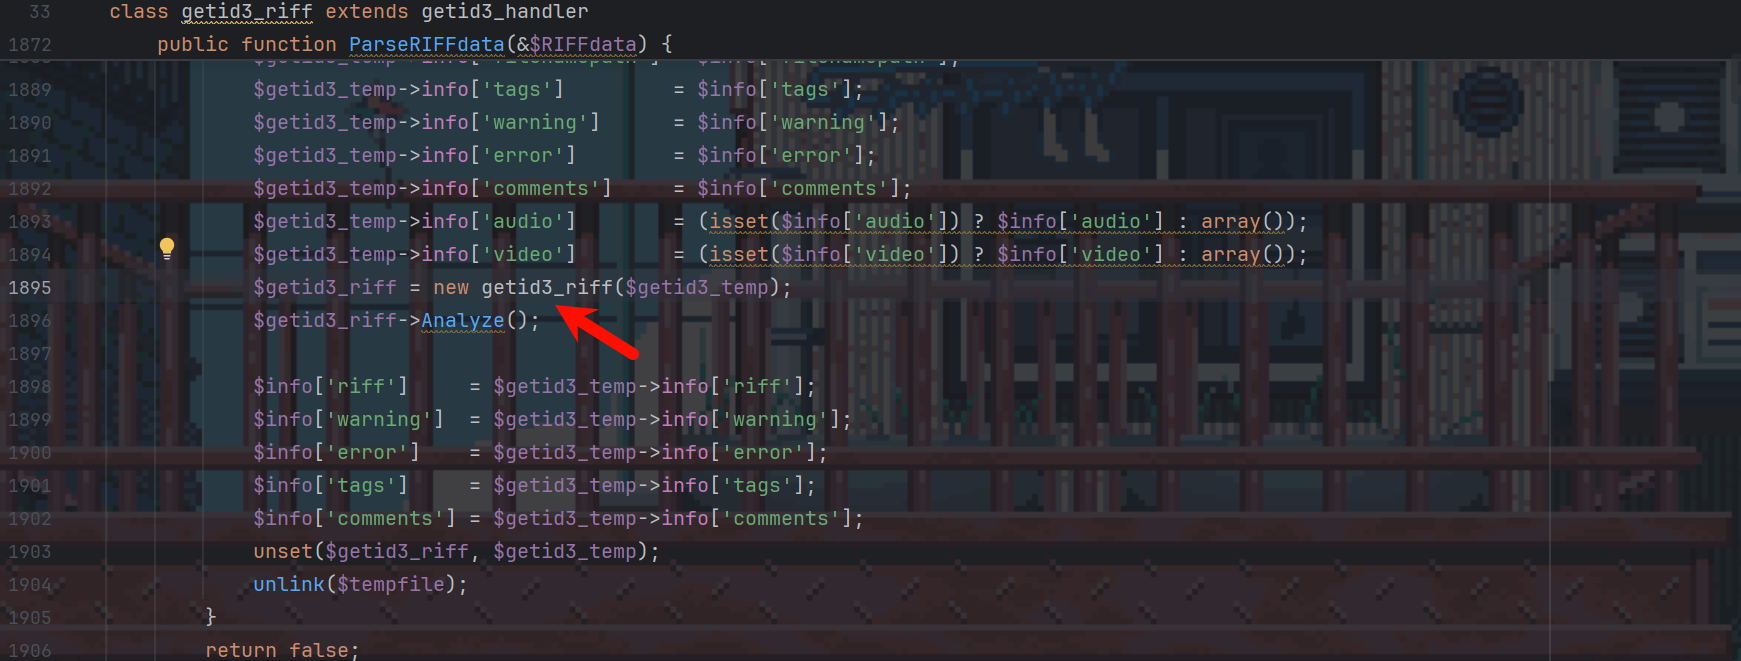 33 class getid3_riff extends getid3_handler
1872 public function ParseRIFFdata(&$RIFFdata) {
1889 $getid3_temp->info['tags'] = $info['tags'];
1890 $getid3_temp->info['warning'] = $info['warning'];
1891 $getid3_temp->info['error'] = $info['error'];
1892 $getid3_temp->info['comments'] = $info['comments'];
1893 $getid3_temp->info['audio'] = (isset($info['audio']) ? $info['audio'] : array());
1894 $getid3_temp->info['video'] = (isset($info['video']) ? $info['video'] : array());
1895 $getid3_riff = new getid3_riff($getid3_temp);
1896 $getid3_riff->Analyze();
1897
1898 $info['riff'] = $getid3_temp->info['riff'];
1899 $info['warning'] = $getid3_temp->info['warning'];
1900 $info['error'] = $getid3_temp->info['error'];
1901 $info['tags'] = $getid3_temp->info['tags'];
1902 $info['comments'] = $getid3_temp->info['comments'];
1903 unset($getid3_riff, $getid3_temp);
1904 unlink($tempfile);
1905 }
1906 return false;